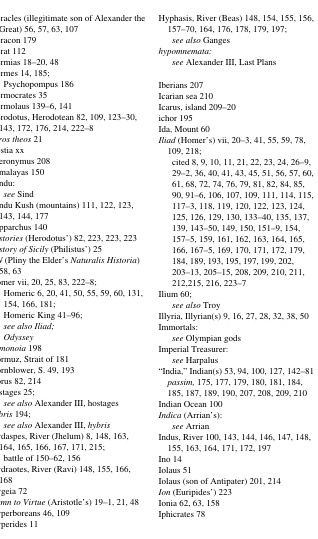 racles (illegitimate son of Alexander the
Great) 56, 57, 63, 107
racon 179
rat 112
rmias 18–20, 48
rmes 14, 185;
Psychopompus 186
rmocrates 35
rmolaus 139–6, 141
rodotus, Herodotean 82, 109, 123–30,
143, 172, 176, 214, 222–8
ros theos 21
stia xx
eronymus 208
malayas 150
ndu:
see Sind
ndu Kush (mountains) 111, 122, 123,
143, 144, 177
pparchus 140
stories (Herodotus') 82, 223, 223, 223
story of Sicily (Philistus') 25
V (Pliny the Elder's Naturalis Historia)
58, 63
omer vii, 20, 25, 83, 222–8;
Homeric 6, 20, 41, 50, 55, 59, 60, 131,
154, 166, 181;
Homeric King 41–96;
see also Iliad;
Odyssey
monoia 198
rmuz, Strait of 181
rnblower, S. 49, 193
orus 82, 214
stages 25;
see also Alexander III, hostages
bris 194;
see also Alexander III, hybris
rdaspes, River (Jhelum) 8, 148, 163,
164, 165, 166, 167, 171, 215;
battle of 150–62, 156
rdraotes, River (Ravi) 148, 155, 166,
168
rgeia 72
mn to Virtue (Aristotle's) 19–1, 21, 48
rperboreans 46, 109
rperides 11
Hyphasis, River (Beas) 148, 154, 155, 156,
157–70, 164, 176, 178, 179, 197;
see also Ganges
hypomnemata:
see Alexander III, Last Plans
Iberians 207
Icarian sea 210
Icarus, island 209–20
ichor 195
Ida, Mount 60
Iliad (Homer's) vii, 20–3, 41, 55, 59, 78,
109, 218;
cited 8, 9, 10, 11, 21, 22, 23, 24, 26–9,
29–2, 36, 40, 41, 43, 45, 51, 56, 57, 60,
61, 68, 72, 74, 76, 79, 81, 82, 84, 85,
90, 91–6, 106, 107, 109, 111, 114, 115,
117–3, 118, 119, 120, 122, 123, 124,
125, 126, 129, 130, 133–40, 135, 137,
139, 143–50, 149, 150, 151–9, 154,
157–5, 159, 161, 162, 163, 164, 165,
166, 167, 169, 170, 171, 172, 179,
184, 189, 193, 195, 197, 199, 202,
203–13, 205–15, 208, 209, 210, 211,
212,215, 216, 223–7
Ilium 60;
see also Troy
Illyria, Illyrian(s) 9, 16, 27, 28, 32, 38, 50
Immortals:
see Olympian gods
Imperial Treasurer:
see Harpalus
"India," Indian(s) 53, 94, 100, 127, 142–81
passim, 175, 177, 179, 180, 181, 184,
185, 187, 189, 190, 207, 208, 209, 210
Indian Ocean 100
Indica (Arrian's):
see Arrian
Indus, River 100, 143, 144, 146, 147, 148,
155, 163, 164, 171, 172, 197
Ino 14
Iolaus 51
Iolaus (son of Antipater) 201, 214
Ion (Euripides') 223
Ionia 62, 63, 158
Iphicrates 78